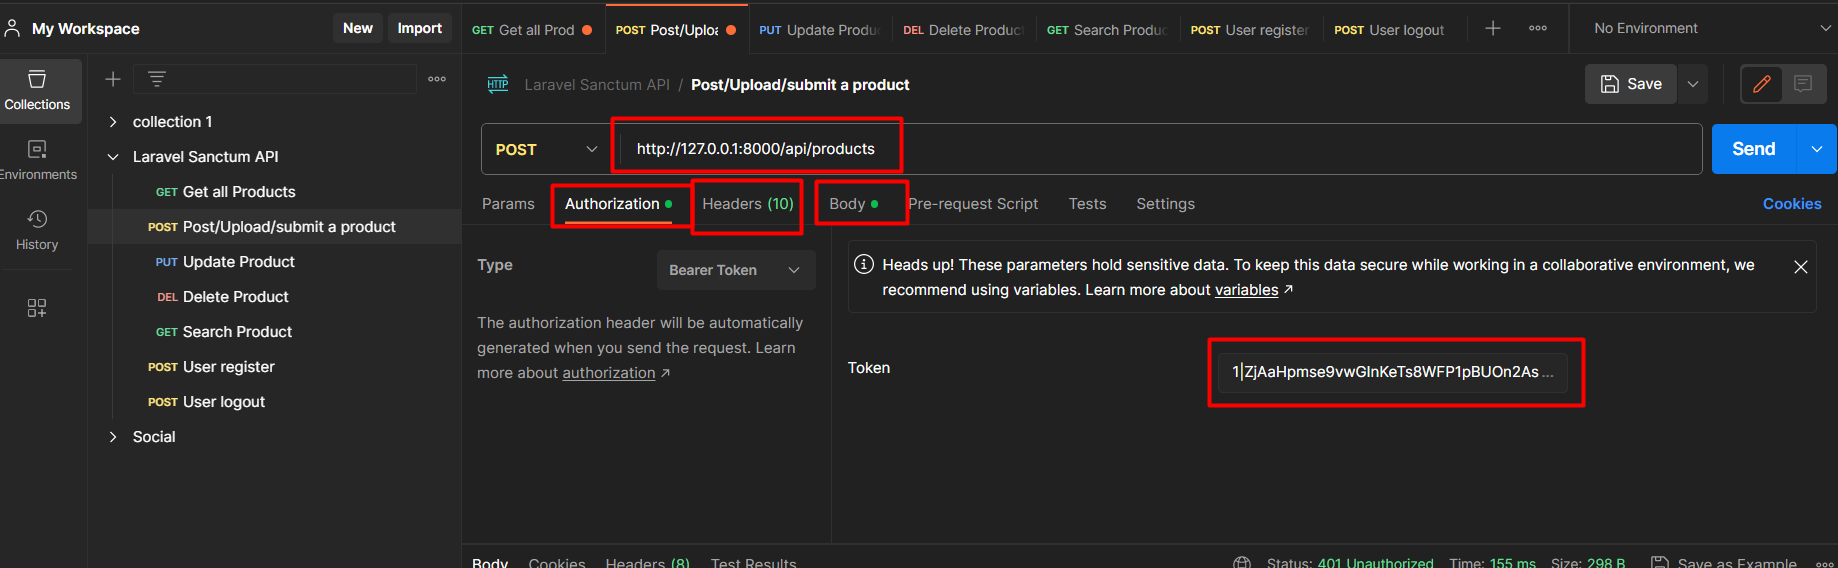 My Workspace
New
Import
GET Get all Prod
POST Post/Uploa
PUT Update Produ
DEL Delete Product
GET Search Produc
POST User register
POST User logout
No Environment
Collections
Environments
History
collection 1
Laravel Sanctum API
GET Get all Products
POST Post/Upload/submit a product
PUT Update Product
DEL Delete Product
GET Search Product
POST User register
POST User logout
Social
HTTP Laravel Sanctum API / Post/Upload/submit a product
Save
POST
http://127.0.0.1:8000/api/products
Send
Params
Authorization
Headers (10)
Body
Pre-request Script
Tests
Settings
Cookies
Type
Bearer Token
The authorization header will be automatically
generated when you send the request. Learn
more about authorization ↗
Heads up! These parameters hold sensitive data. To keep this data secure while working in a collaborative environment, we
recommend using variables. Learn more about variables ↗
Token
1|ZjAaHpmse9vwGInKeTs8WFP1pBUOn2As ...
Body
Cookies
Headers (8)
Test Results
Status: 401 Unauthorized
Time: 155 ms
Size: 298 B
Save as Example